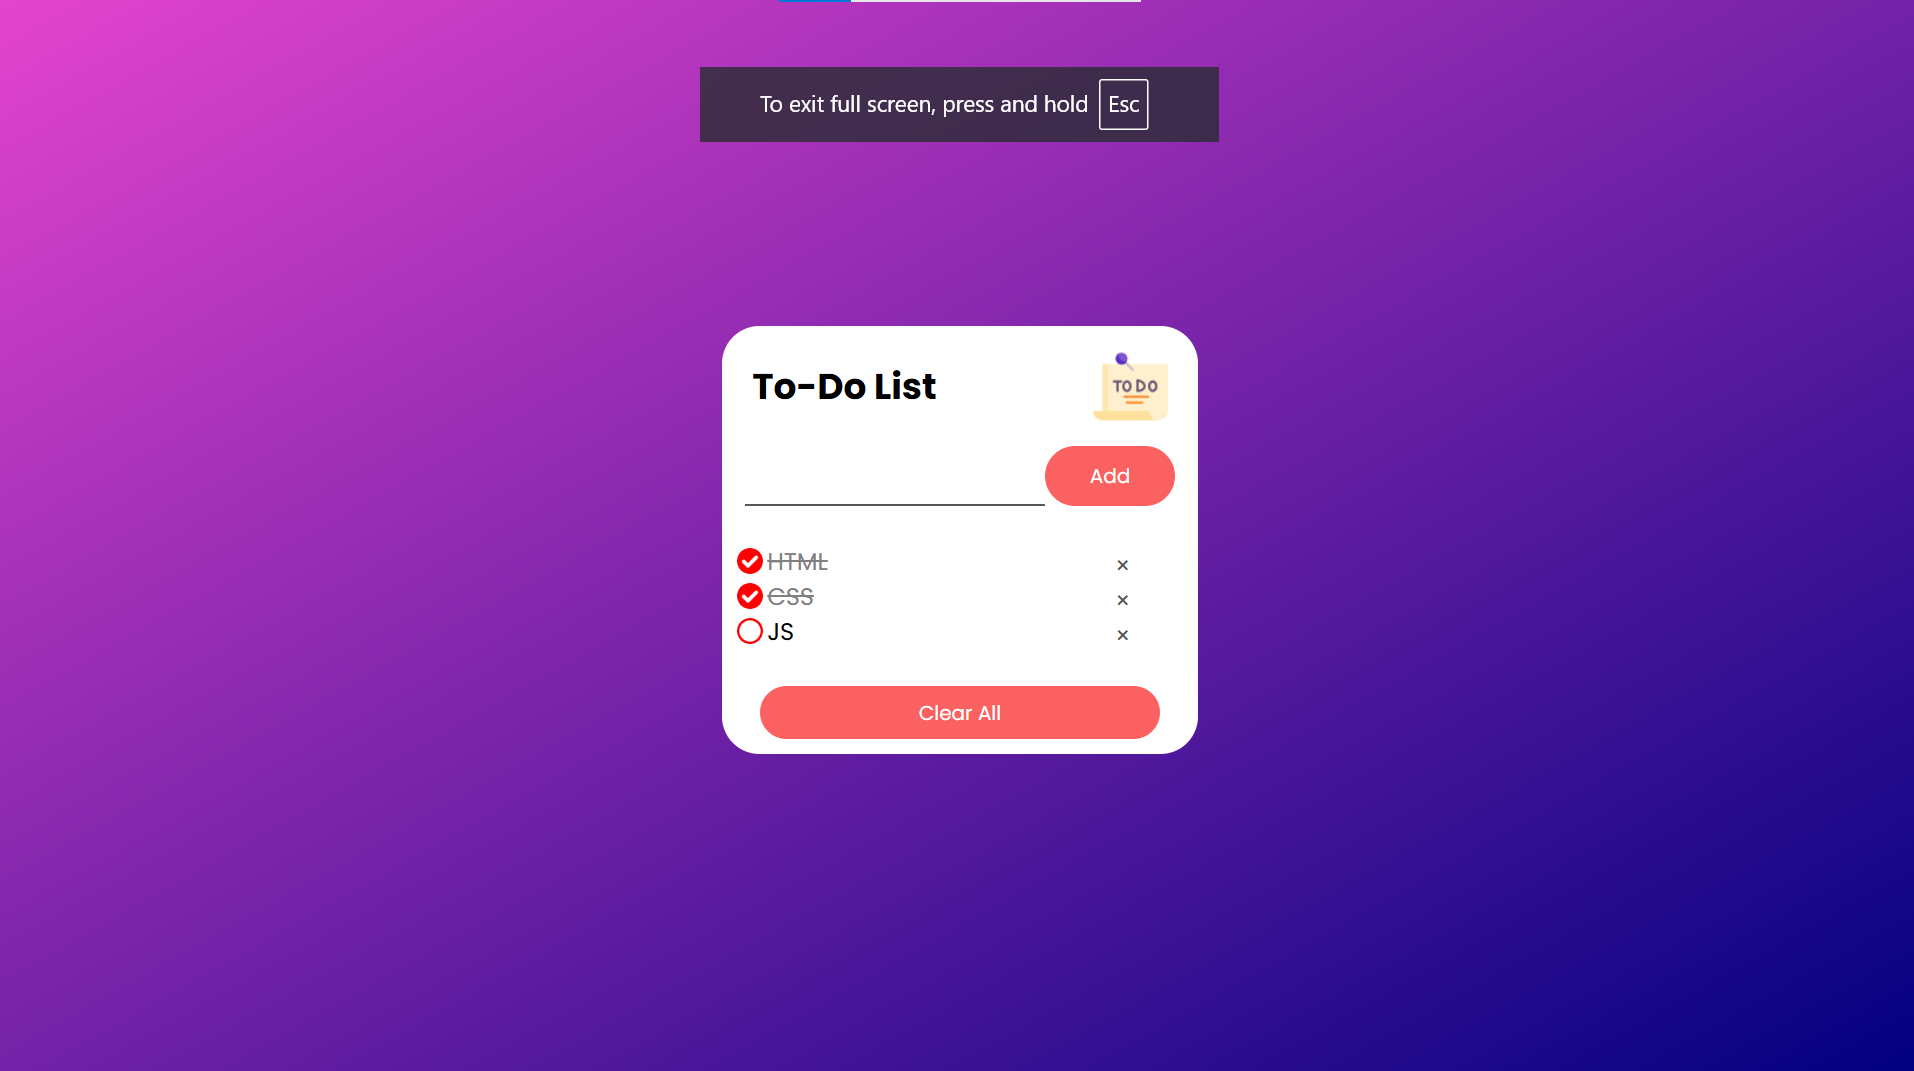 To exit full screen, press and hold Esc
To-Do List
TO DO
Add
HTML ×
CSS ×
JS ×
Clear All